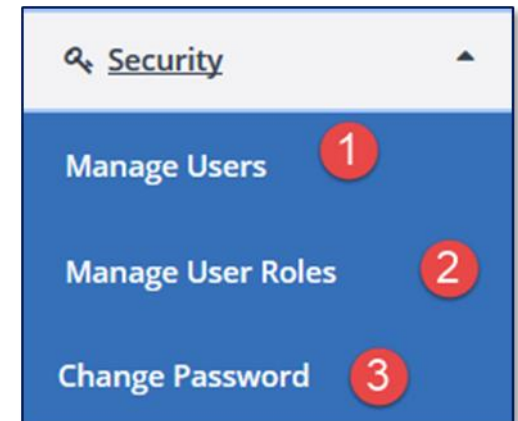 Security
Manage Users 1
Manage User Roles 2
Change Password 3